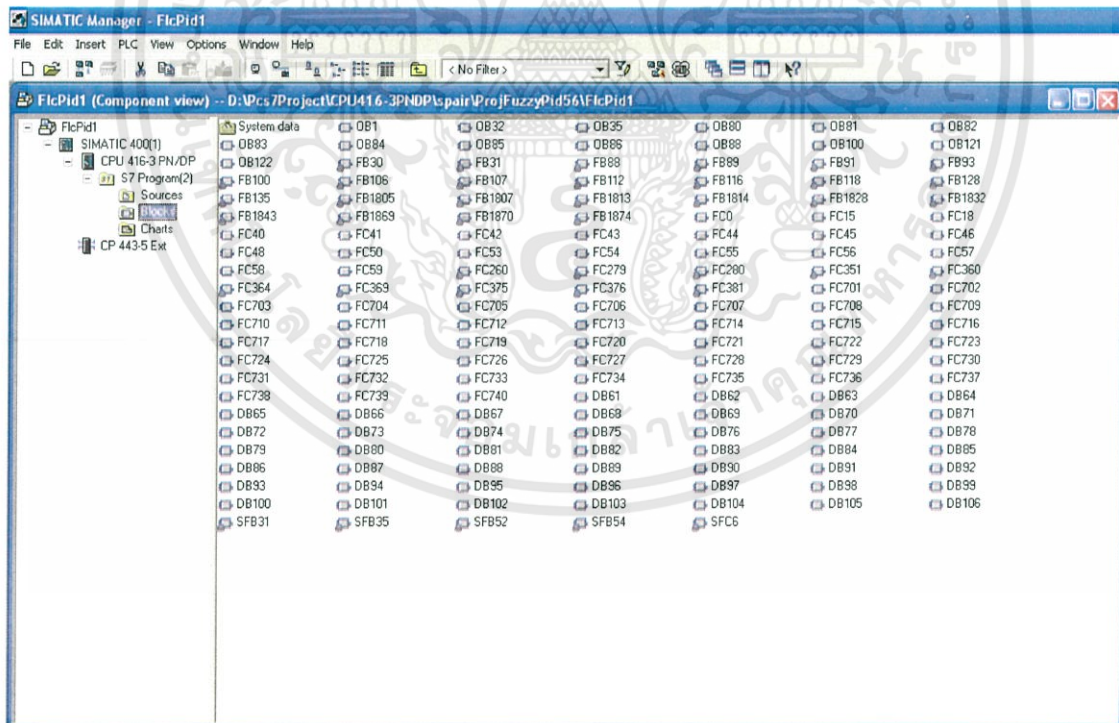 SIMATIC Manager - FlcPid1
File Edit Insert PLC View Options Window Help
< No Filter >
FlcPid1 (Component view) -- D:\Pcs7Project\CPU416-3PNDP\spair\ProjFuzzyPid56\FlcPid1
FlcPid1
SIMATIC 400(1)
CPU 416-3 PN/DP
S7 Program(2)
Sources
Blocks
Charts
CP 443-5 Ext
System data OB1 OB32 OB35 OB80 OB81 OB82
OB83 OB84 OB85 OB86 OB88 OB100 OB121
OB122 FB30 FB31 FB88 FB89 FB91 FB93
FB100 FB106 FB107 FB112 FB116 FB118 FB128
FB135 FB1805 FB1807 FB1813 FB1814 FB1828 FB1832
FB1843 FB1869 FB1870 FB1874 FC0 FC15 FC18
FC40 FC41 FC42 FC43 FC44 FC45 FC46
FC48 FC50 FC53 FC54 FC55 FC56 FC57
FC58 FC59 FC260 FC279 FC280 FC351 FC360
FC364 FC369 FC375 FC376 FC381 FC701 FC702
FC703 FC704 FC705 FC706 FC707 FC708 FC709
FC710 FC711 FC712 FC713 FC714 FC715 FC716
FC717 FC718 FC719 FC720 FC721 FC722 FC723
FC724 FC725 FC726 FC727 FC728 FC729 FC730
FC731 FC732 FC733 FC734 FC735 FC736 FC737
FC738 FC739 FC740 DB61 DB62 DB63 DB64
DB65 DB66 DB67 DB68 DB69 DB70 DB71
DB72 DB73 DB74 DB75 DB76 DB77 DB78
DB79 DB80 DB81 DB82 DB83 DB84 DB85
DB86 DB87 DB88 DB89 DB90 DB91 DB92
DB93 DB94 DB95 DB96 DB97 DB98 DB99
DB100 DB101 DB102 DB103 DB104 DB105 DB106
SFB31 SFB35 SFB52 SFB54 SFC6